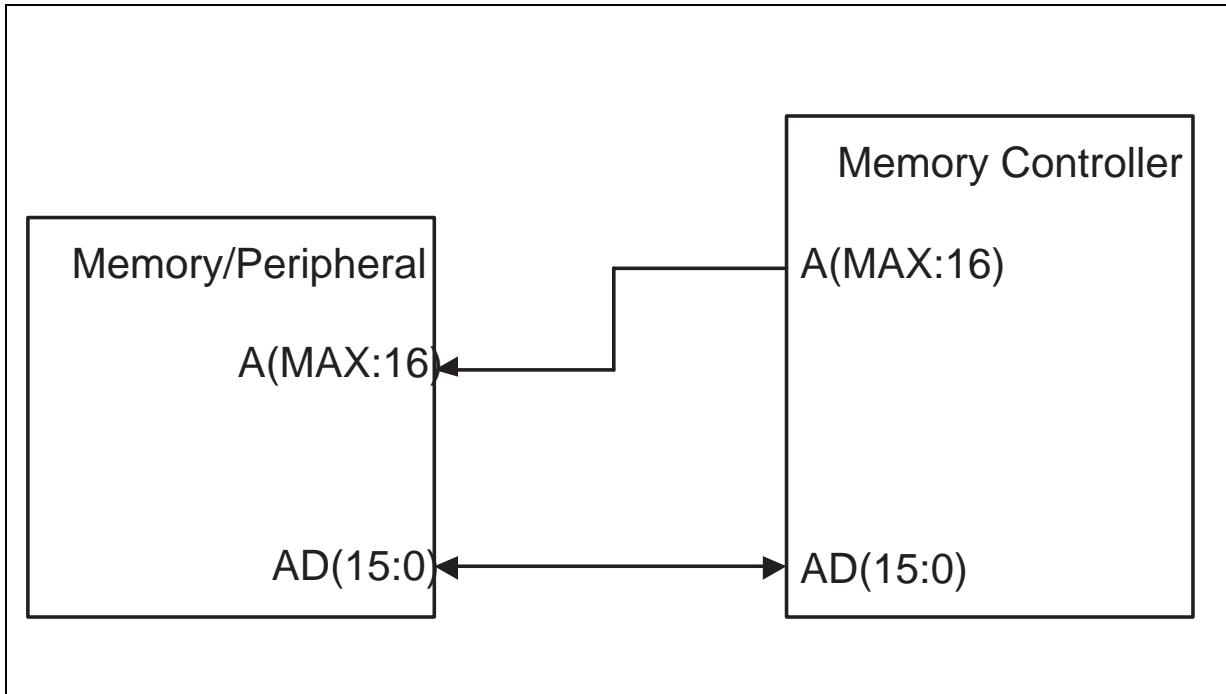 Memory Controller
Memory/Peripheral
A(MAX:16)
A(MAX:16)
AD(15:0)
AD(15:0)